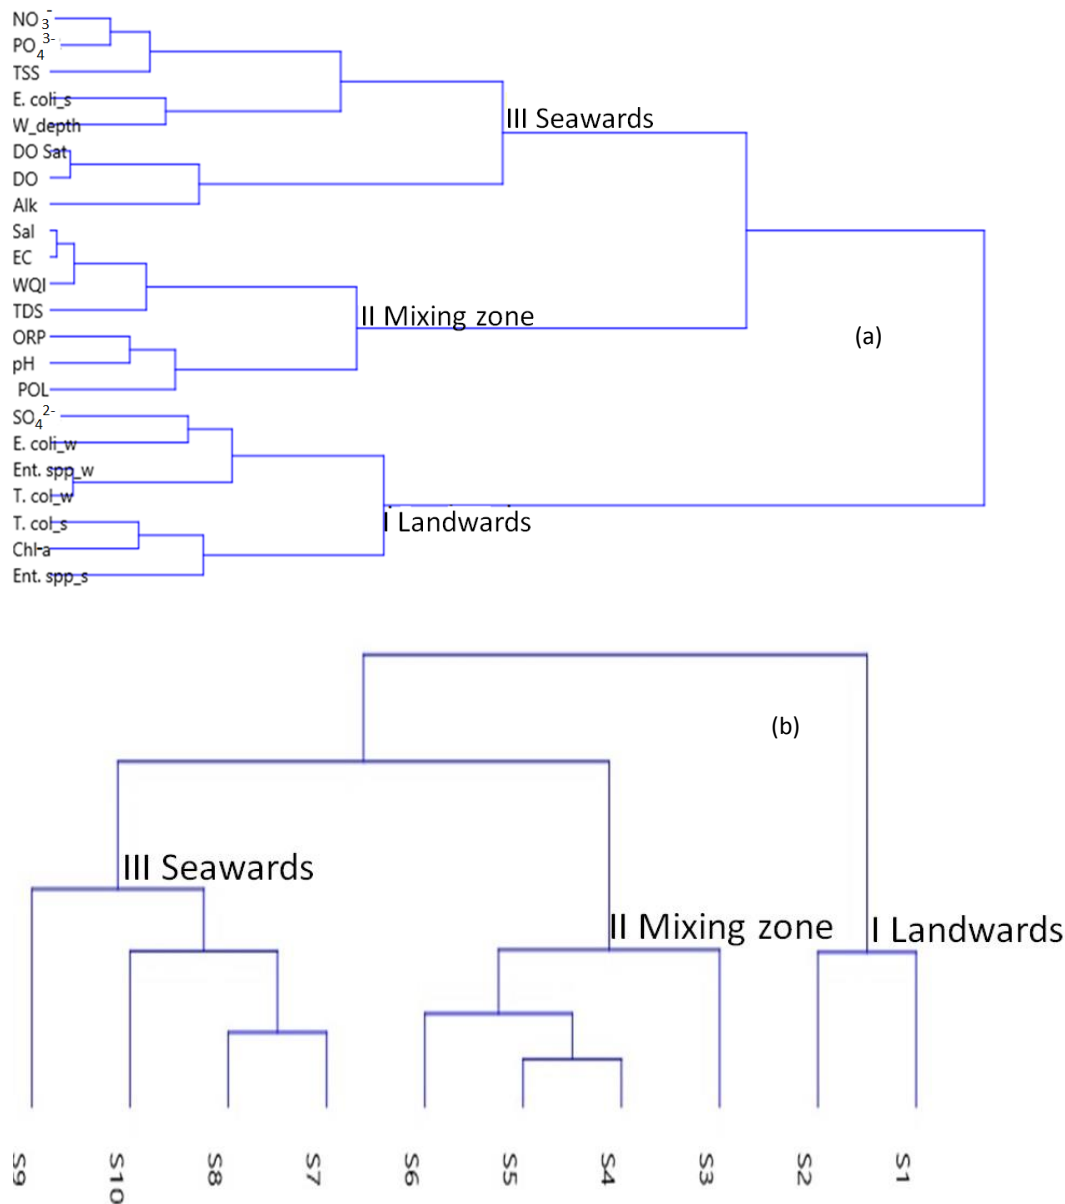 NO₃⁻
PO₄³⁻
TSS
E. coli_s
W_depth
III Seawards
DO Sat
DO
Alk
Sal
EC
WQI
TDS
II Mixing zone
ORP
(a)
pH
POL
SO₄²⁻
E. coli_w
Ent. spp_w
T. col_w
T. col_s
I Landwards
Chl-a
Ent. spp_s
(b)
III Seawards
II Mixing zone
I Landwards
S9
S10
S8
S7
S6
S5
S4
S3
S2
S1